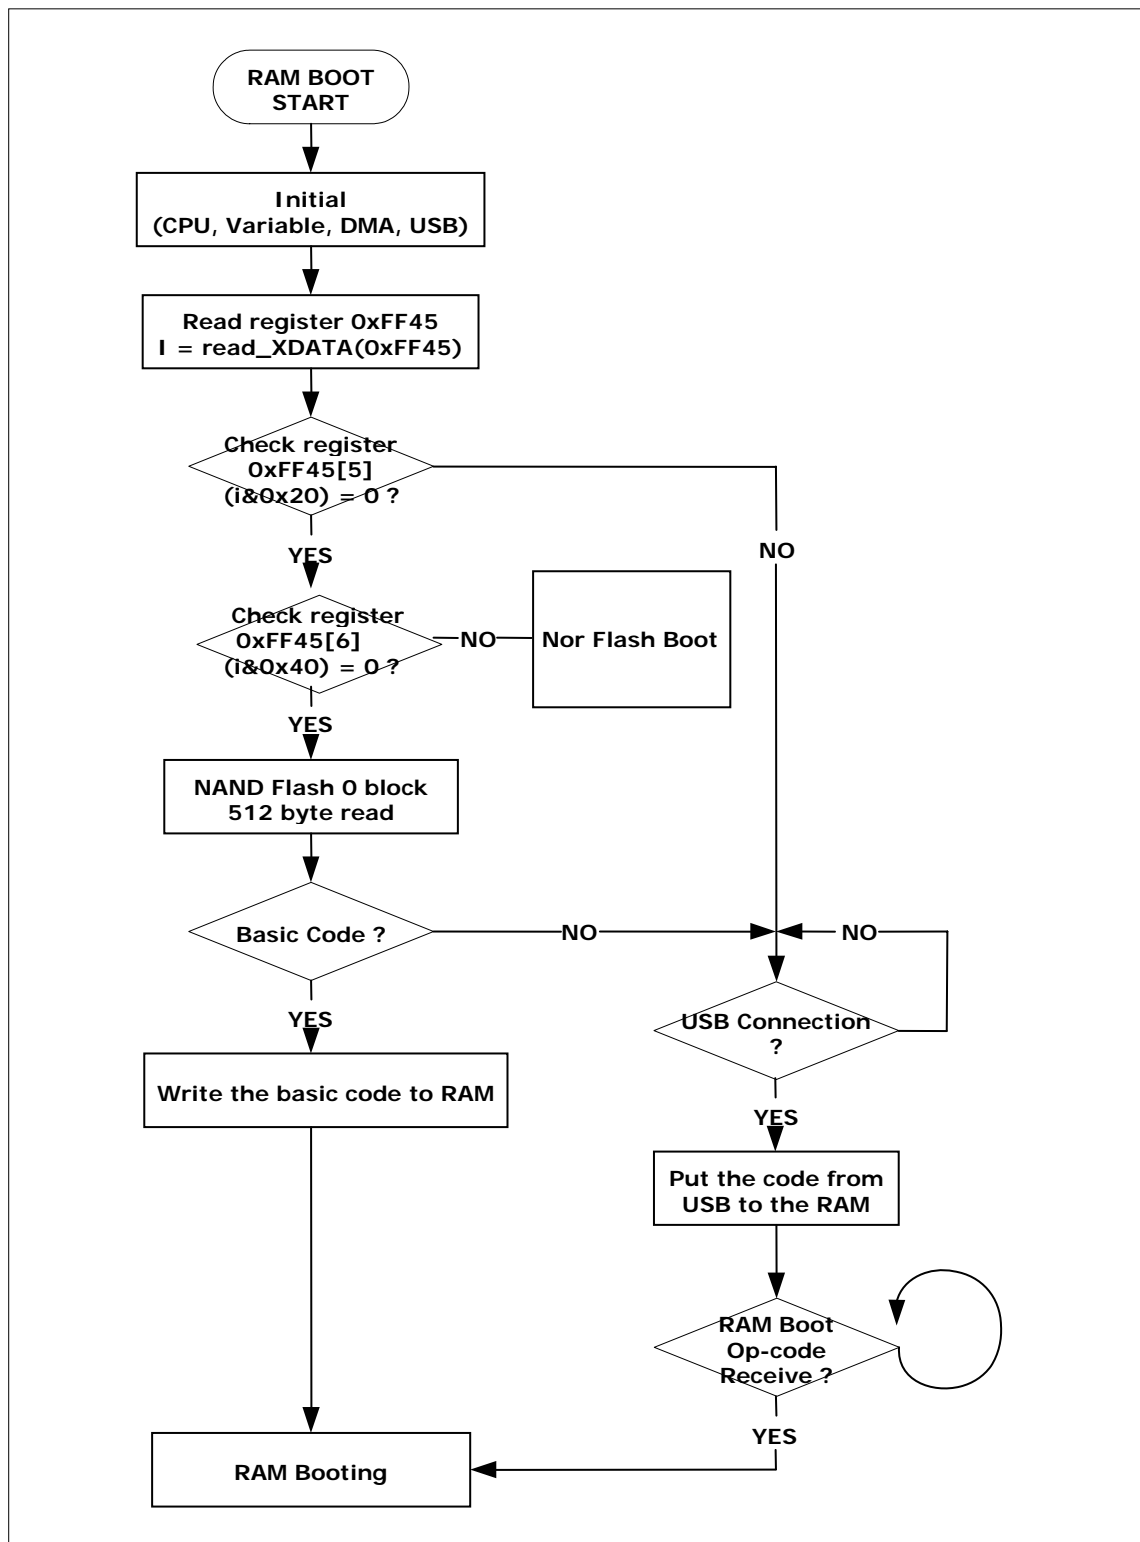 RAM BOOT
START
Initial
(CPU, Variable, DMA, USB)
Read register 0xFF45
I = read_XDATA(0xFF45)
Check register
0xFF45[5]
(i&0x20) = 0 ?
NO
YES
Check register
0xFF45[6]
(i&0x40) = 0 ?
NO
Nor Flash Boot
YES
NAND Flash 0 block
512 byte read
Basic Code ?
NO
NO
YES
USB Connection
?
Write the basic code to RAM
YES
Put the code from
USB to the RAM
RAM Boot
Op-code
Receive ?
YES
RAM Booting